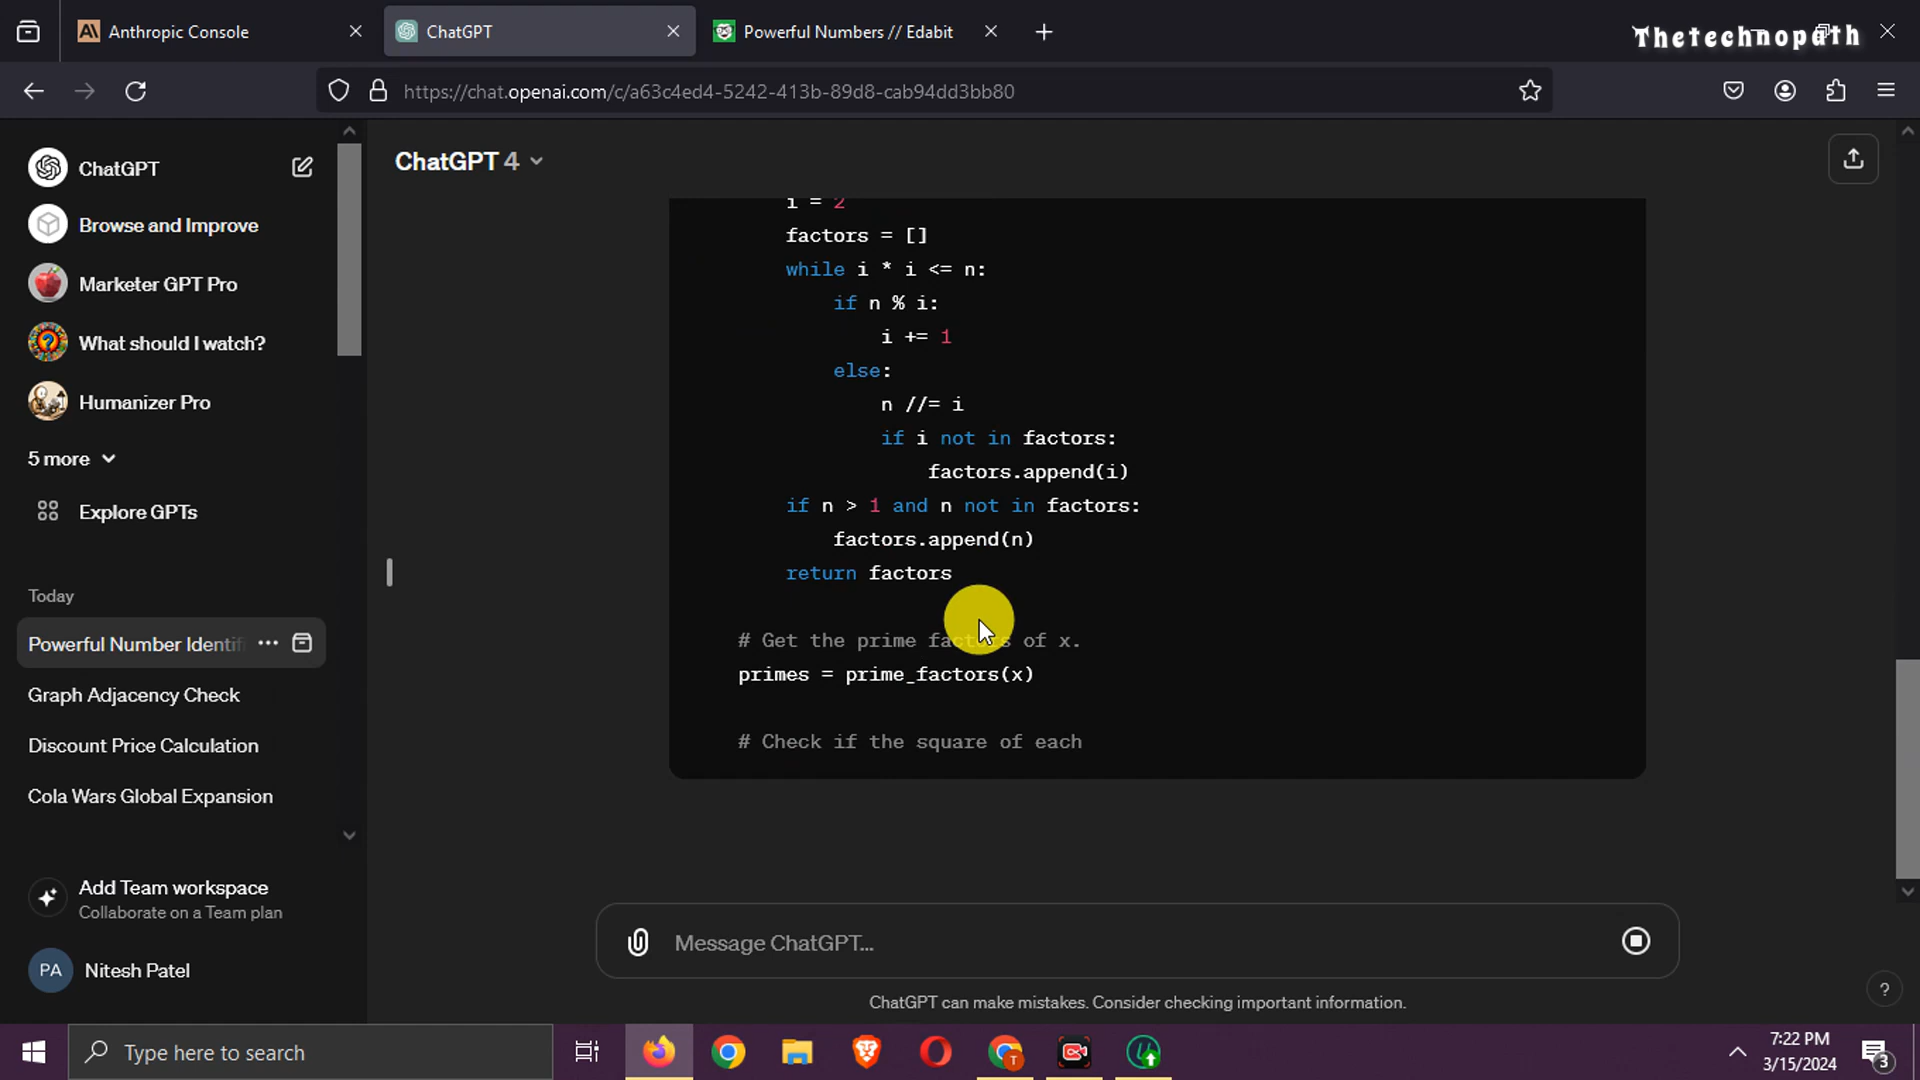 Anthropic Console
ChatGPT
Powerful Numbers // Edabit
Thetechnopath
https://chat.openai.com/c/a63c4ed4-5242-413b-89d8-cab94dd3bb80
ChatGPT
Browse and Improve
Marketer GPT Pro
What should I watch?
Humanizer Pro
5 more
Explore GPTs
Today
Powerful Number Identif
Graph Adjacency Check
Discount Price Calculation
Cola Wars Global Expansion
Add Team workspace
Collaborate on a Team plan
PA
Nitesh Patel
ChatGPT 4
i = 2
factors = []
while i * i <= n:
if n % i:
i += 1
else:
n //= i
if i not in factors:
factors.append(i)
if n > 1 and n not in factors:
factors.append(n)
return factors
# Get the prime factors of x.
primes = prime_factors(x)
# Check if the square of each
Message ChatGPT...
ChatGPT can make mistakes. Consider checking important information.
?
Type here to search
T
7:22 PM
3/15/2024
3